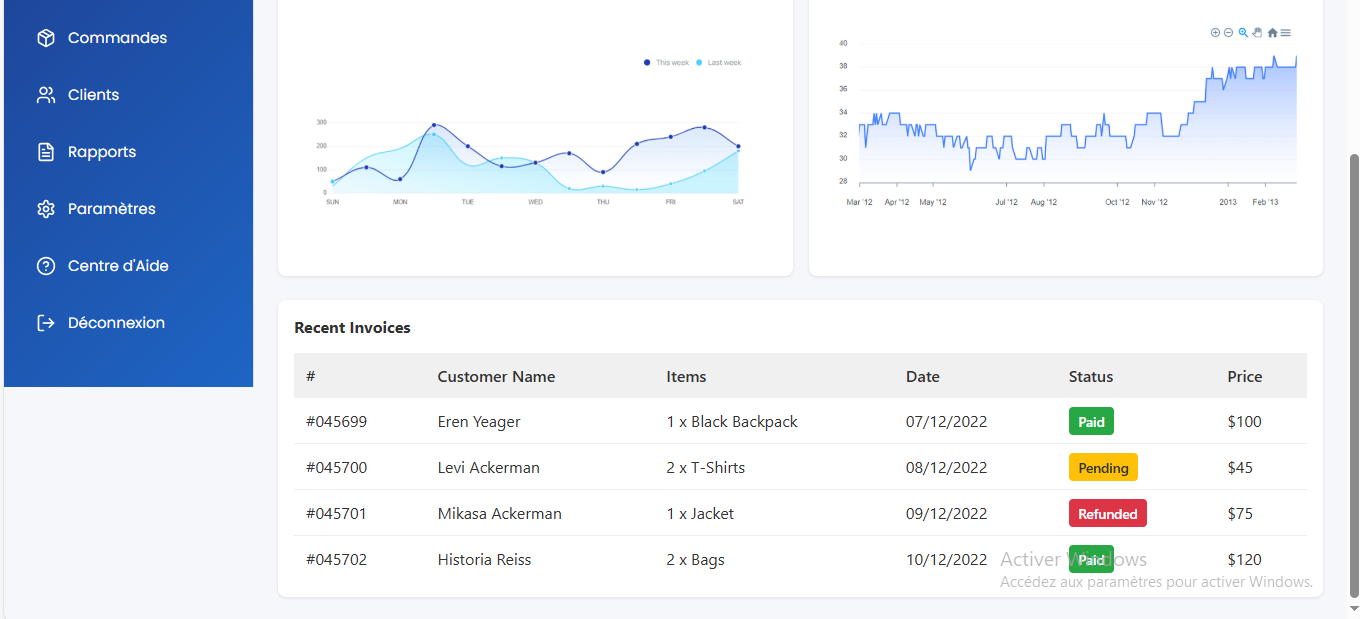 Commandes
Clients
Rapports
Paramètres
Centre d'Aide
Déconnexion
This week Last week
300
200
100
0
SUN MON TUE WED THU FRI SAT
40
38
36
34
32
30
28
Mar '12 Apr '12 May '12 Jul '12 Aug '12 Oct '12 Nov '12 2013 Feb '13
Recent Invoices
# Customer Name Items Date Status Price
#045699 Eren Yeager 1 x Black Backpack 07/12/2022 Paid $100
#045700 Levi Ackerman 2 x T-Shirts 08/12/2022 Pending $45
#045701 Mikasa Ackerman 1 x Jacket 09/12/2022 Refunded $75
#045702 Historia Reiss 2 x Bags 10/12/2022 Paid $120
Activer Windows
Accédez aux paramètres pour activer Windows.